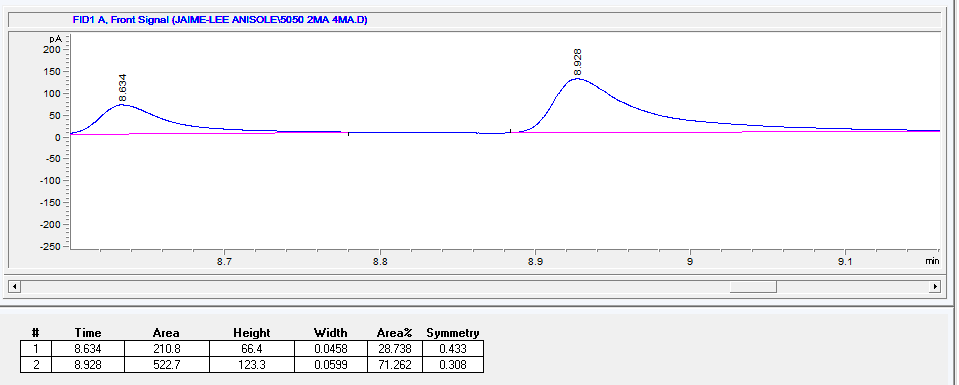 FID1 A, Front Signal (JAIME-LEE ANISOLE\5050 2MA 4MA.D)
pA
200
150
100
50
0
-50
-100
-150
-200
-250
8.634
8.928
8.7 8.8 8.9 9 9.1 min
# Time Area Height Width Area% Symmetry
1 8.634 210.8 66.4 0.0458 28.738 0.433
2 8.928 522.7 123.3 0.0599 71.262 0.308